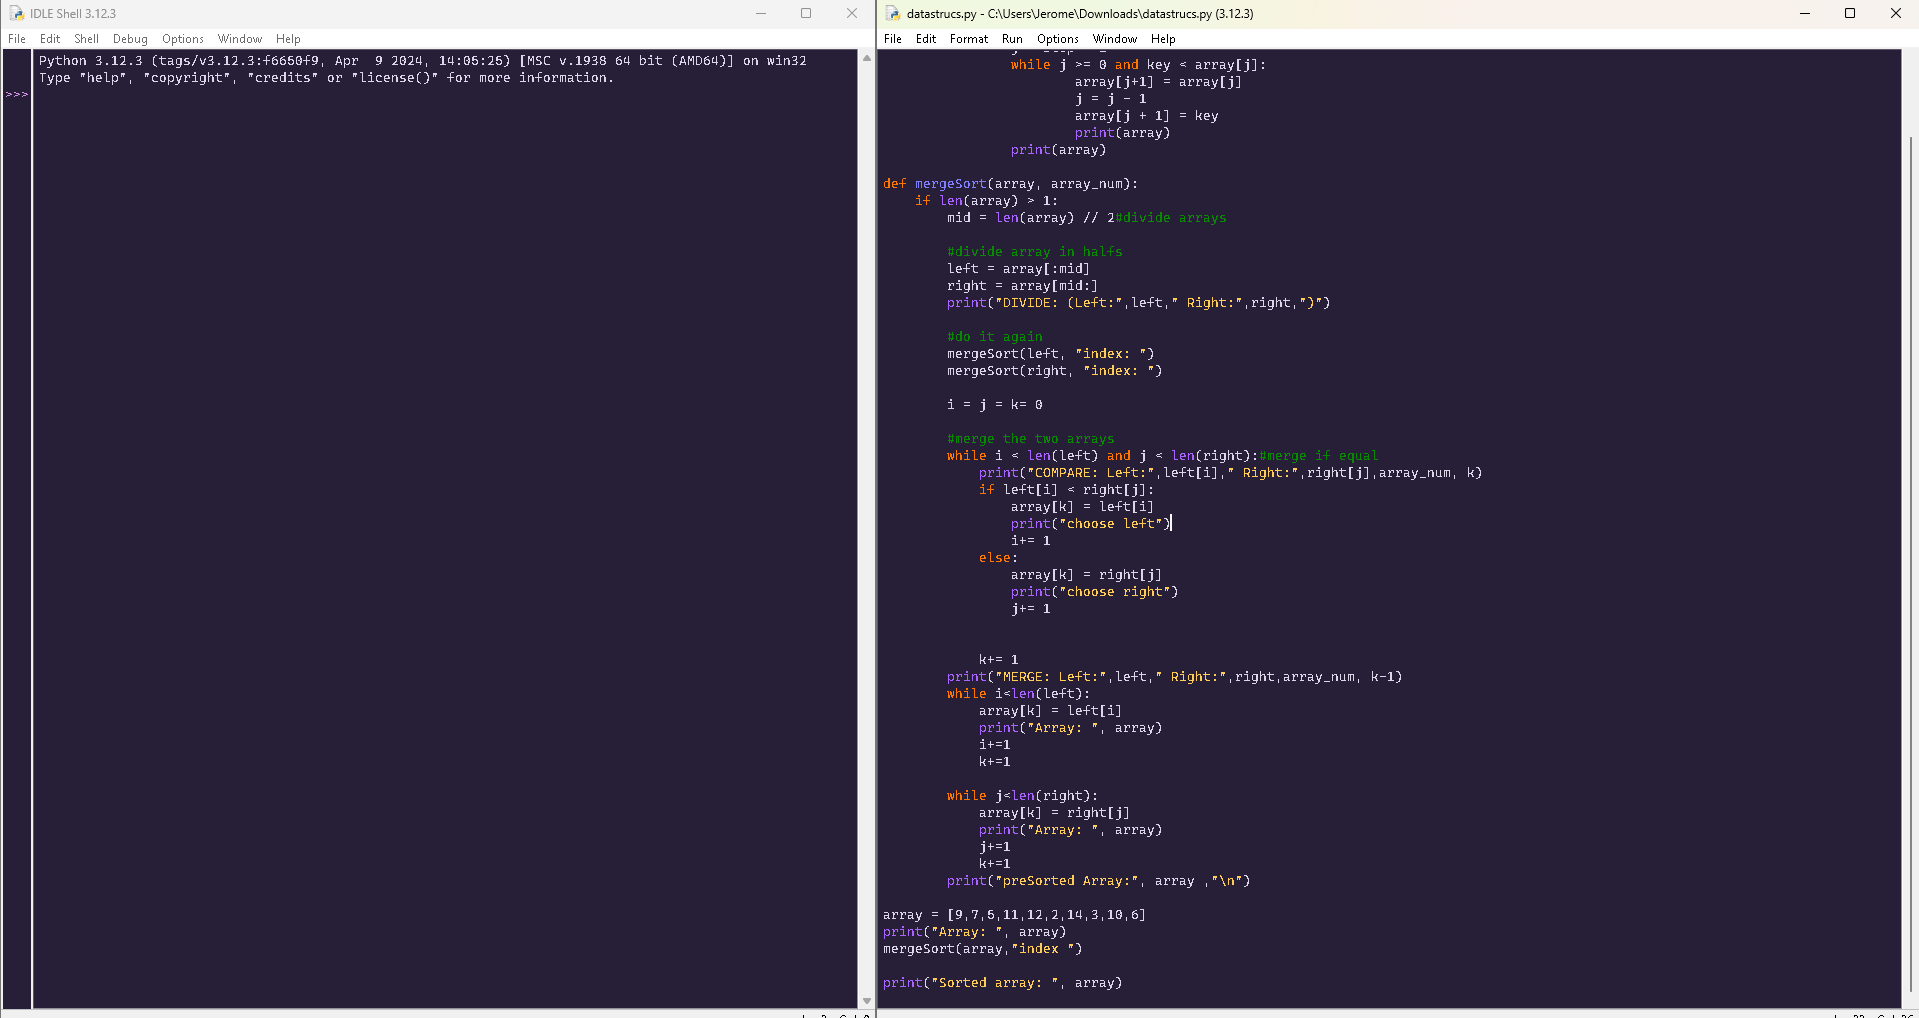 IDLE Shell 3.12.3
File Edit Shell Debug Options Window Help
Python 3.12.3 (tags/v3.12.3:f6650f9, Apr  9 2024, 14:05:25) [MSC v.1938 64 bit (AMD64)] on win32
Type "help", "copyright", "credits" or "license()" for more information.
>>>
datastrucs.py - C:\Users\Jerome\Downloads\datastrucs.py (3.12.3)
File Edit Format Run Options Window Help
while j >= 0 and key < array[j]:
array[j+1] = array[j]
j = j - 1
array[j + 1] = key
print(array)
print(array)
def mergeSort(array, array_num):
if len(array) > 1:
mid = len(array) // 2#divide arrays
#divide array in halfs
left = array[:mid]
right = array[mid:]
print("DIVIDE: (Left:",left," Right:",right,")")
#do it again
mergeSort(left, "index: ")
mergeSort(right, "index: ")
i = j = k= 0
#merge the two arrays
while i < len(left) and j < len(right):#merge if equal
print("COMPARE: Left:",left[i]," Right:",right[j],array_num, k)
if left[i] < right[j]:
array[k] = left[i]
print("choose left")
i+= 1
else:
array[k] = right[j]
print("choose right")
j+= 1
k+= 1
print("MERGE: Left:",left," Right:",right,array_num, k-1)
while i<len(left):
array[k] = left[i]
print("Array: ", array)
i+=1
k+=1
while j<len(right):
array[k] = right[j]
print("Array: ", array)
j+=1
k+=1
print("preSorted Array:", array ,"\n")
array = [9,7,5,11,12,2,14,3,10,6]
print("Array: ", array)
mergeSort(array,"index ")
print("Sorted array: ", array)